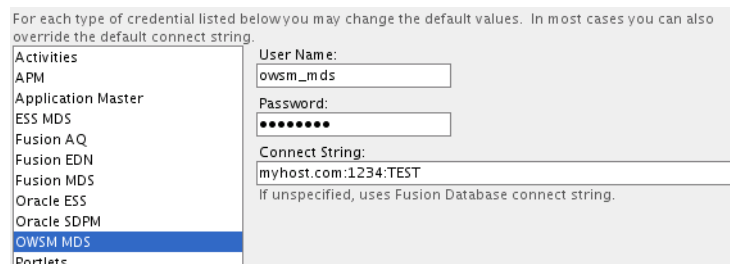 For each type of credential listed below you may change the default values. In most cases you can also
override the default connect string.
Activities
APM
Application Master
ESS MDS
Fusion AQ
Fusion EDN
Fusion MDS
Oracle ESS
Oracle SDPM
OWSM MDS
Portlets
User Name:
owsm_mds
Password:
●●●●●●●●
Connect String:
myhost.com:1234:TEST
If unspecified, uses Fusion Database connect string.